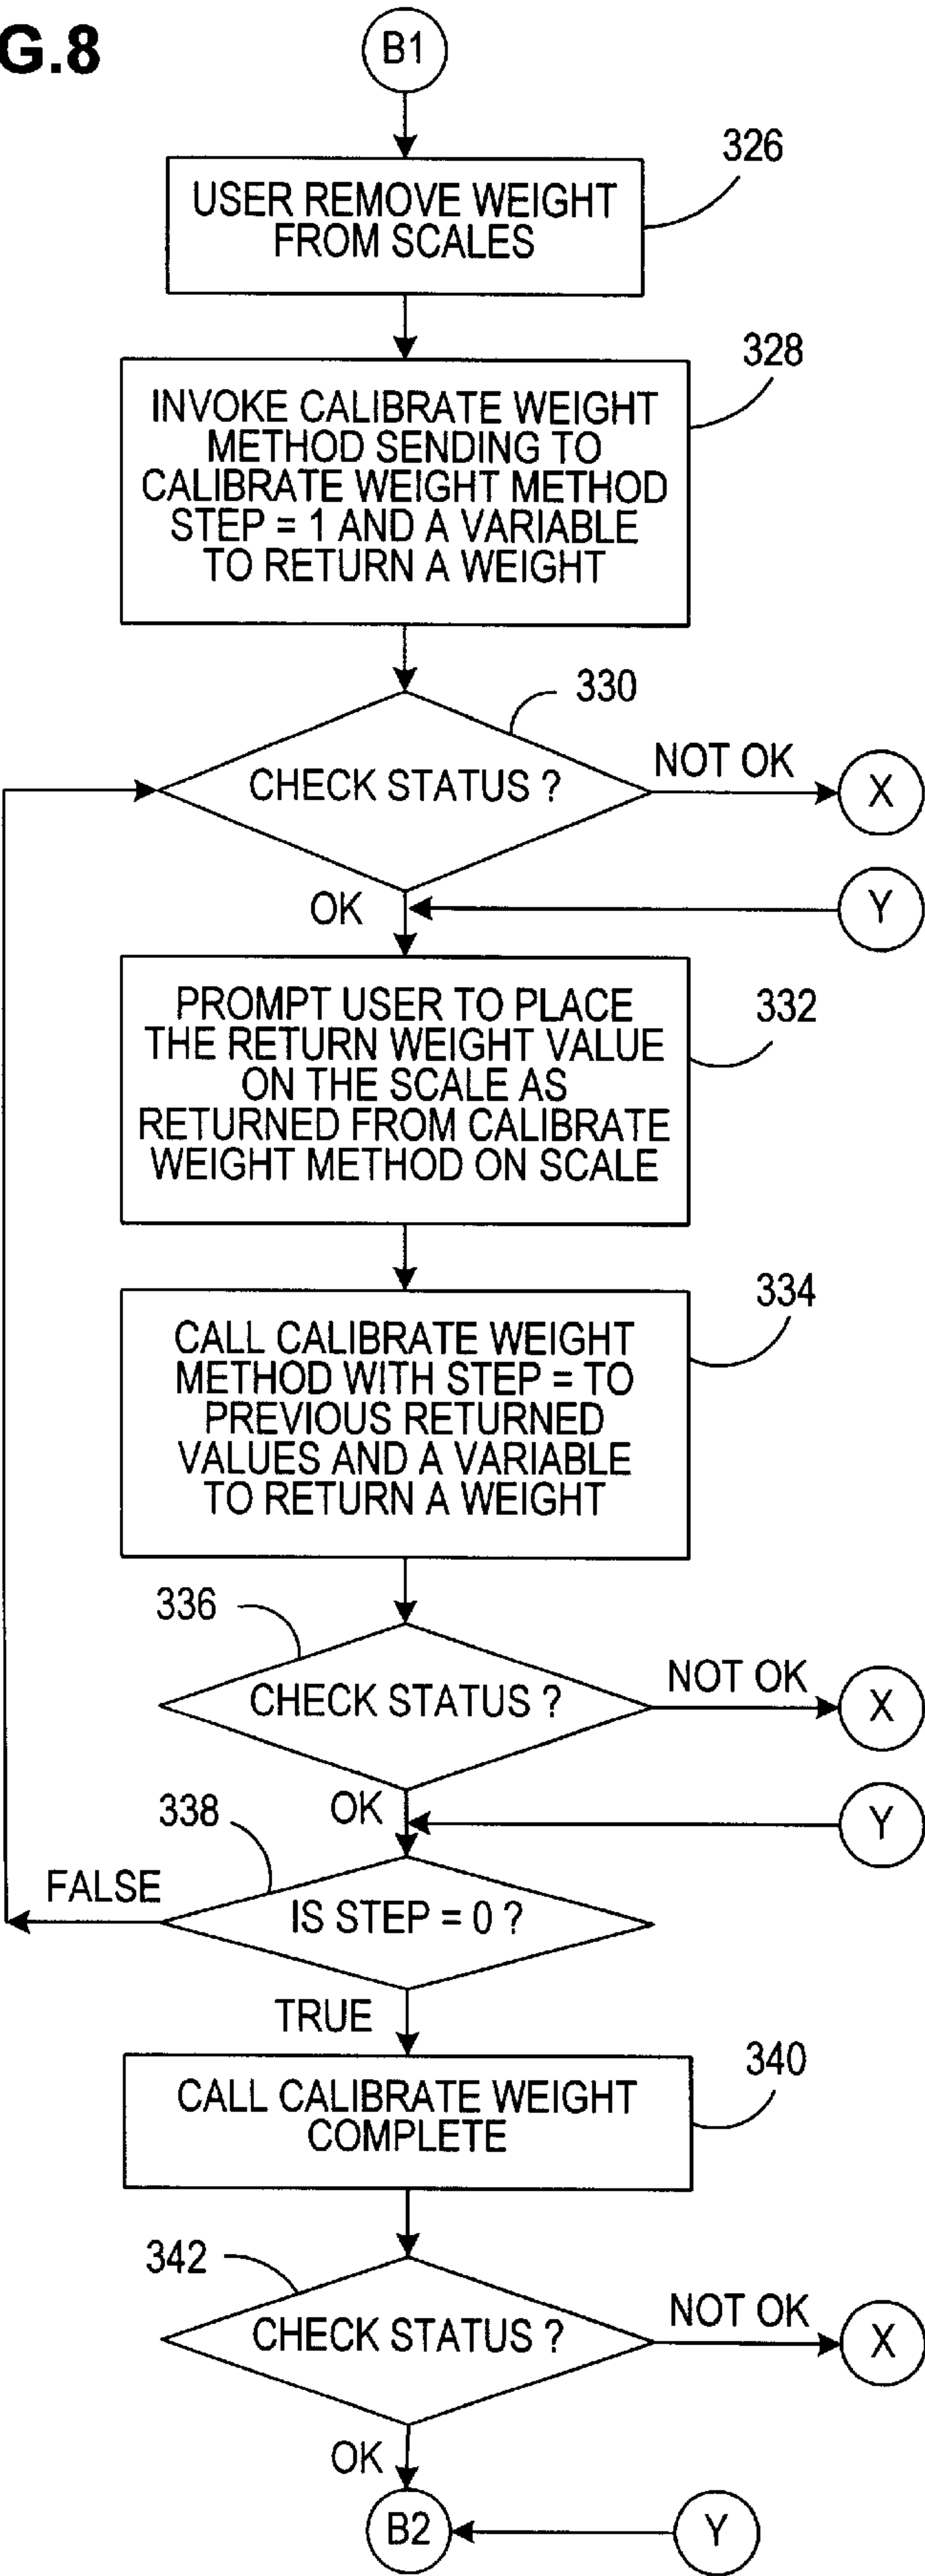 G.8
B1
326
USER REMOVE WEIGHT
FROM SCALES
328
INVOKE CALIBRATE WEIGHT
METHOD SENDING TO
CALIBRATE WEIGHT METHOD
STEP = 1 AND A VARIABLE
TO RETURN A WEIGHT
330
CHECK STATUS ?
NOT OK
X
OK
Y
332
PROMPT USER TO PLACE
THE RETURN WEIGHT VALUE
ON THE SCALE AS
RETURNED FROM CALIBRATE
WEIGHT METHOD ON SCALE
334
CALL CALIBRATE WEIGHT
METHOD WITH STEP = TO
PREVIOUS RETURNED
VALUES AND A VARIABLE
TO RETURN A WEIGHT
336
CHECK STATUS ?
NOT OK
X
OK
Y
338
FALSE
IS STEP = 0 ?
TRUE
340
CALL CALIBRATE WEIGHT
COMPLETE
342
CHECK STATUS ?
NOT OK
X
OK
B2
Y